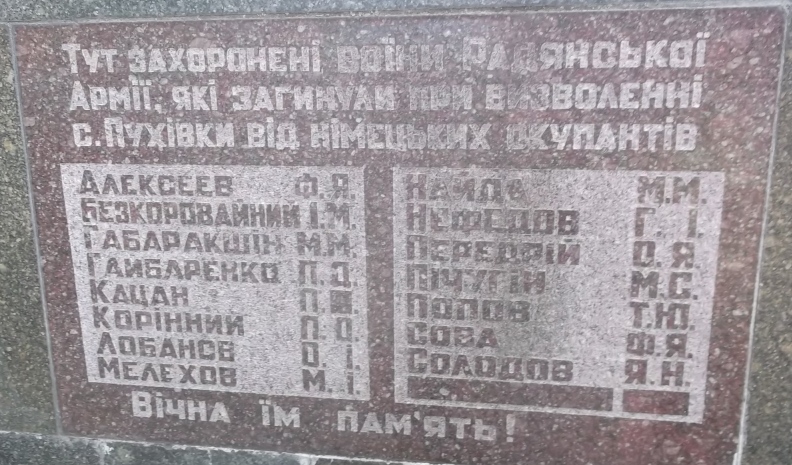 Тут захоронені воїни Радянської
Армії, які загинули при визволенні
с. Пухівки від німецьких окупантів
Алексеев Ф.Я.
Безкоровайний І.М.
Габаракшін М.М.
Гайбаренко П.Д.
Кацан П.Ш.
Корінний П.О.
Лобанов О.І.
Мелехов М.І.
Найда М.М.
Нефедов Г.І.
Передрій О.Я.
Пічугін М.С.
Попов Т.Ю.
Сова Ф.Я.
Солодов Я.Н.
Вічна їм пам'ять!